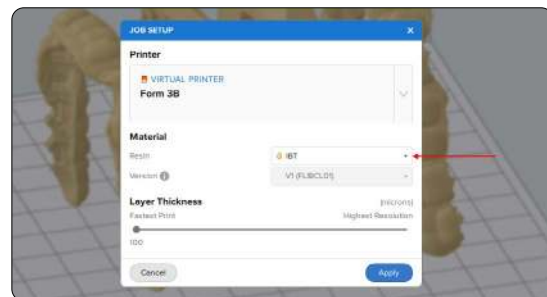 JOB SETUP
Printer
VIRTUAL PRINTER
Form 3B
Material
Resin IBT
Version V1 (FLIBCL01)
Layer Thickness (microns)
Fastest Print Highest Resolution
100
Cancel Apply